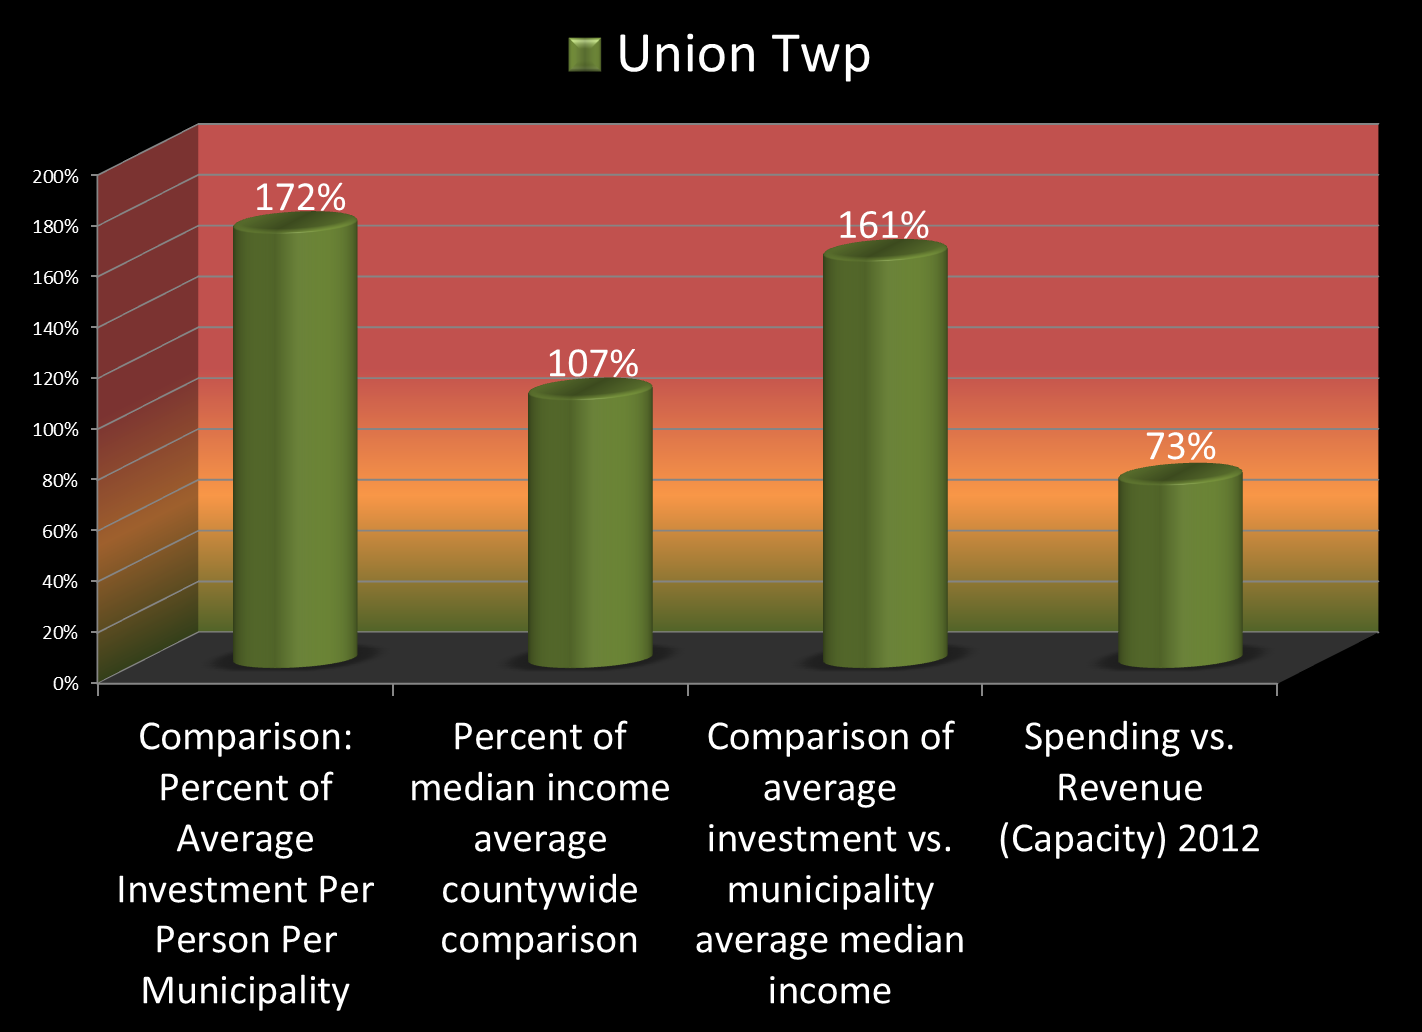 Union Twp
200%
180%
160%
140%
120%
100%
80%
60%
40%
20%
0%
172%
107%
161%
73%
Comparison:
Percent of
Average
Investment Per
Person Per
Municipality
Percent of
median income
average
countywide
comparison
Comparison of
average
investment vs.
municipality
average median
income
Spending vs.
Revenue
(Capacity) 2012